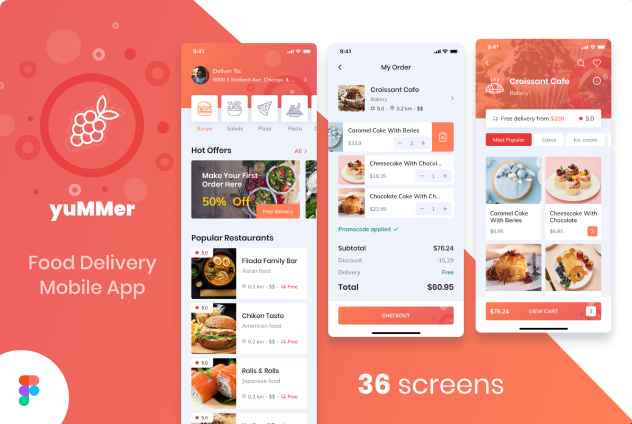 yuMMer
Food Delivery
Mobile App
9:41
Deliver To:
5000 S Kirkland Ave, Chicago, IL ...
Burger
Salads
Pizza
Pasta
Hot Offers
All >
Make Your First
Order Here
50% Off
Free delivery
Popular Restaurants
5.0
Filada Family Bar
Asian food
0.2 km - $$ - Free
5.0
Chiken Taste
American food
0.2 km - $$ - Free
5.0
Rolls & Rolls
Japanese food
0.2 km - $$ - Free
5.0
9:41
My Order
Croissant Cafe
Bakery
5.0 - 0.2 km - $$
Caramel Cake With Beries
$33.9
− 2 +
Cheesecake With Chocol...
$18.35
− 1 +
Chocolate Cake With Ch...
$23.99
− 1 +
Promocode applied ✓
Subtotal $76.24
Discount -15.29
Delivery Free
Total $60.95
CHECKOUT
9:41
Croissant Cafe
Bakery
Free delivery from $200
5.0
Most Popular
Cakes
Ice-cream
Caramel Cake
With Beries
$6.95
Cheesecake With
Chocolate
$6.95
3
$76.24 VIEW CART 3
36 screens